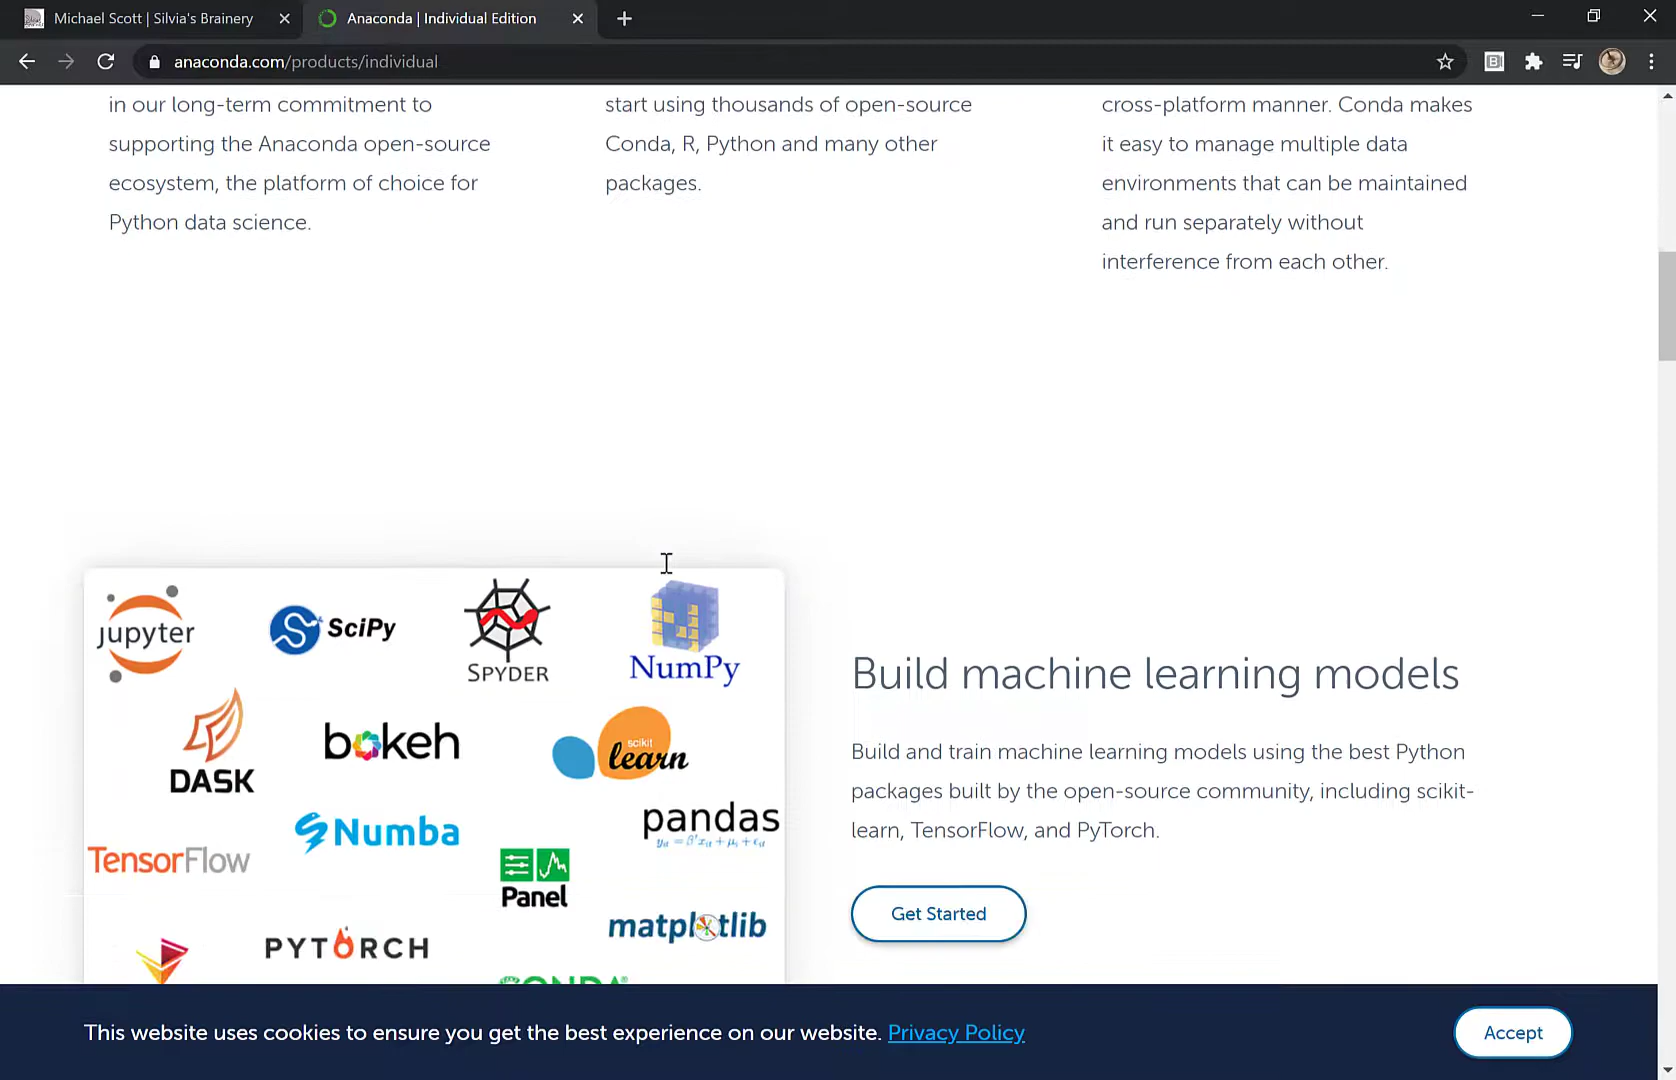 Michael Scott | Silvia's Brainery
Anaconda | Individual Edition
anaconda.com/products/individual
in our long-term commitment to
supporting the Anaconda open-source
ecosystem, the platform of choice for
Python data science.
start using thousands of open-source
Conda, R, Python and many other
packages.
cross-platform manner. Conda makes
it easy to manage multiple data
environments that can be maintained
and run separately without
interference from each other.
jupyter
SciPy
SPYDER
NumPy
DASK
bokeh
scikit
learn
Numba
pandas
TensorFlow
Panel
matplotlib
PYTORCH
CONDA
Build machine learning models
Build and train machine learning models using the best Python
packages built by the open-source community, including scikit-
learn, TensorFlow, and PyTorch.
Get Started
This website uses cookies to ensure you get the best experience on our website. Privacy Policy
Accept